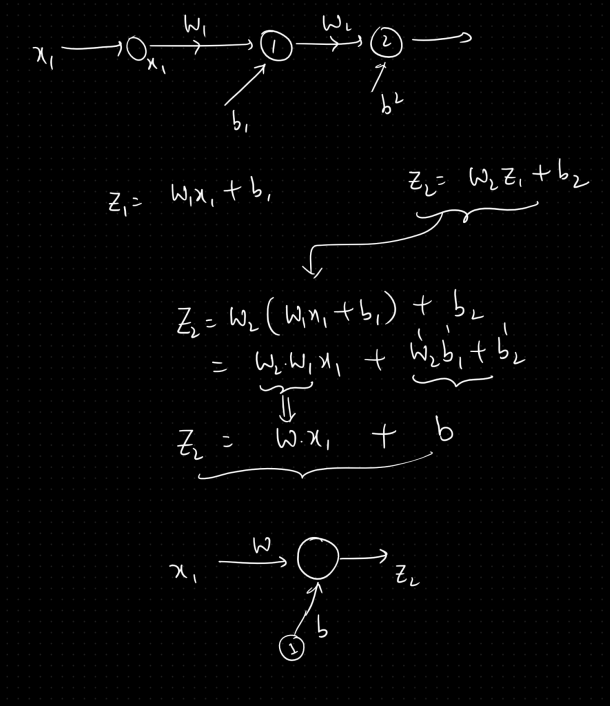 x₁ x₁ W₁ 1 W₂ 2
b₁ b²
Z₁ = W₁x₁ + b₁ Z₂ = W₂Z₁ + b₂
Z₂ = W₂(W₁x₁ + b₁) + b₂
= W₂·W₁x₁ + W₂b₁ + b₂
Z₂ = W·x₁ + b
x₁ W Z₂
1 b